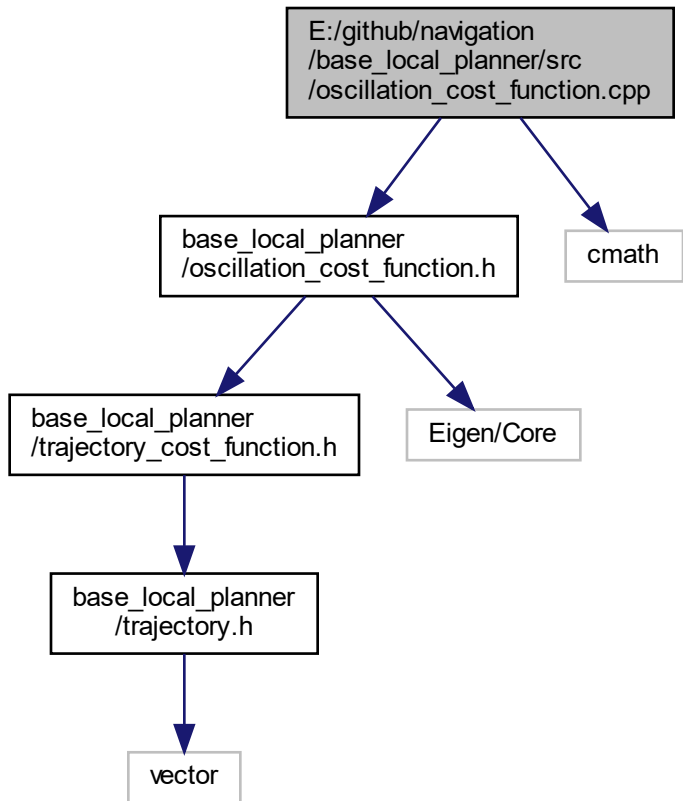 E:/github/navigation
/base_local_planner/src
/oscillation_cost_function.cpp
base_local_planner
/oscillation_cost_function.h
cmath
base_local_planner
/trajectory_cost_function.h
Eigen/Core
base_local_planner
/trajectory.h
vector